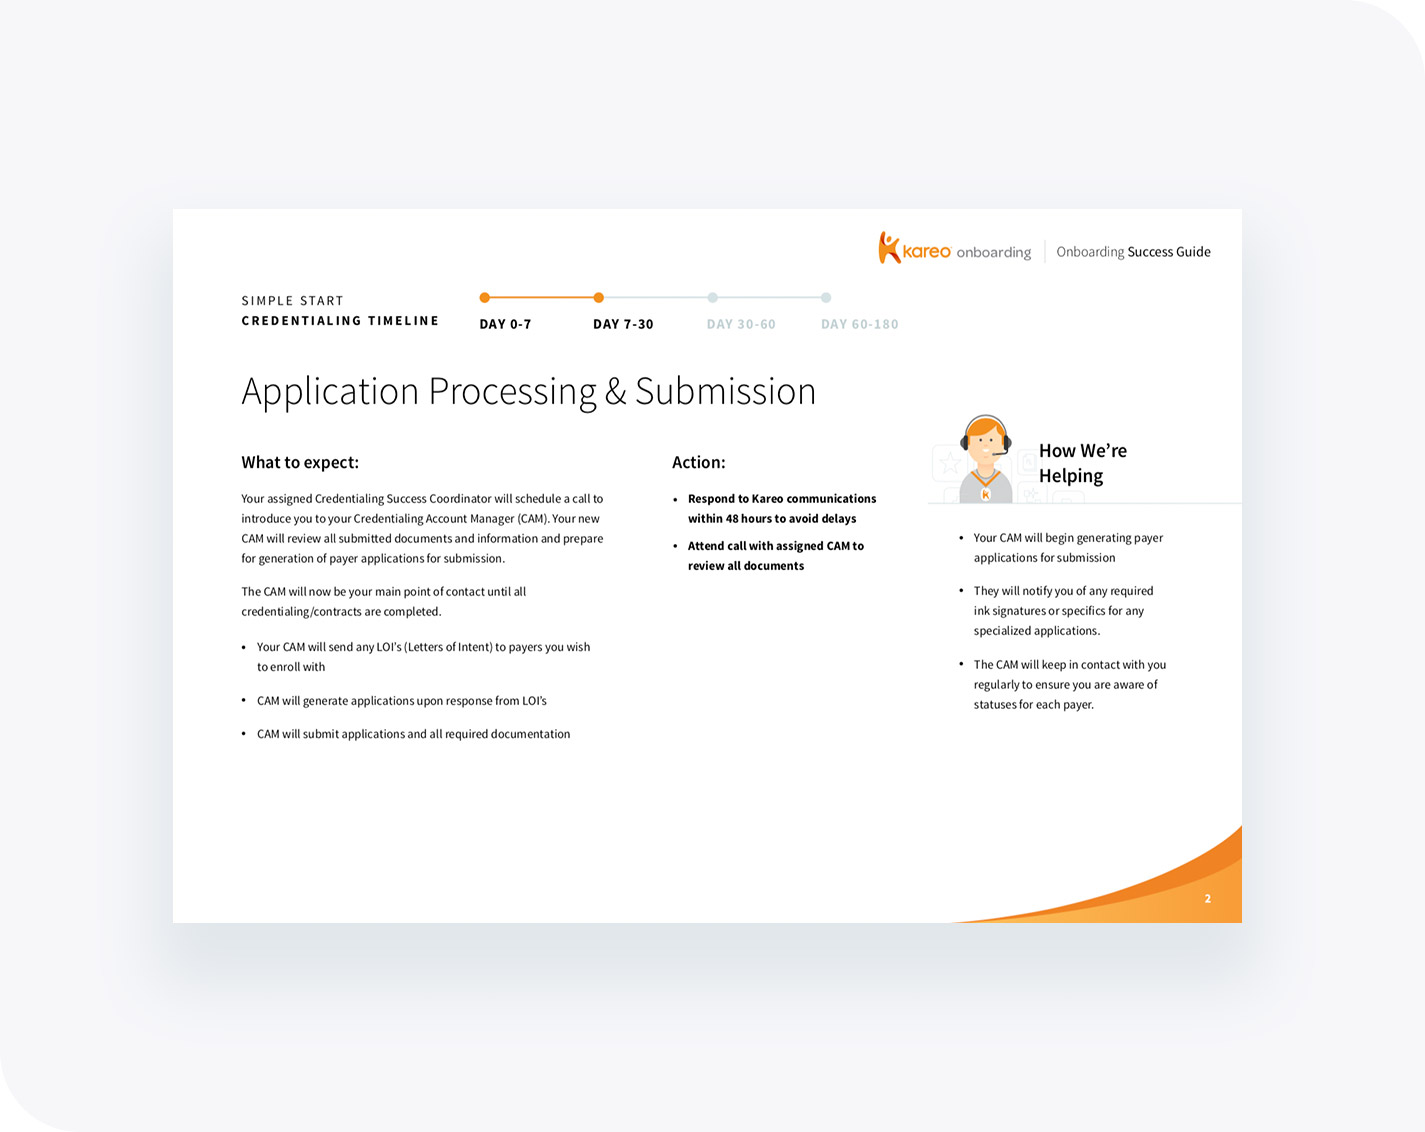 kareo onboarding
Onboarding Success Guide
SIMPLE START
CREDENTIALING TIMELINE
DAY 0-7
DAY 7-30
DAY 30-60
DAY 60-180
Application Processing & Submission
What to expect:
Your assigned Credentialing Success Coordinator will schedule a call to
introduce you to your Credentialing Account Manager (CAM). Your new
CAM will review all submitted documents and information and prepare
for generation of payer applications for submission.
The CAM will now be your main point of contact until all
credentialing/contracts are completed.
• Your CAM will send any LOI's (Letters of Intent) to payers you wish
to enroll with
• CAM will generate applications upon response from LOI's
• CAM will submit applications and all required documentation
Action:
• Respond to Kareo communications
within 48 hours to avoid delays
• Attend call with assigned CAM to
review all documents
K
How We’re
Helping
• Your CAM will begin generating payer
applications for submission
• They will notify you of any required
ink signatures or specifics for any
specialized applications.
• The CAM will keep in contact with you
regularly to ensure you are aware of
statuses for each payer.
2